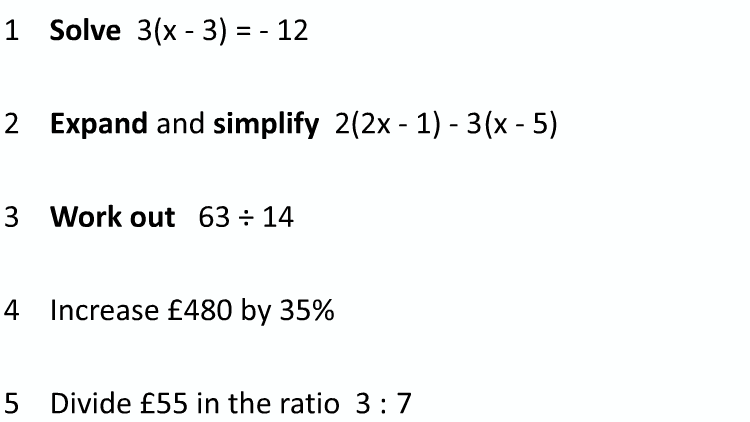 1 Solve 3(x - 3) = - 12
2 Expand and simplify 2(2x - 1) - 3(x - 5)
3 Work out 63 ÷ 14
4 Increase £480 by 35%
5 Divide £55 in the ratio 3 : 7